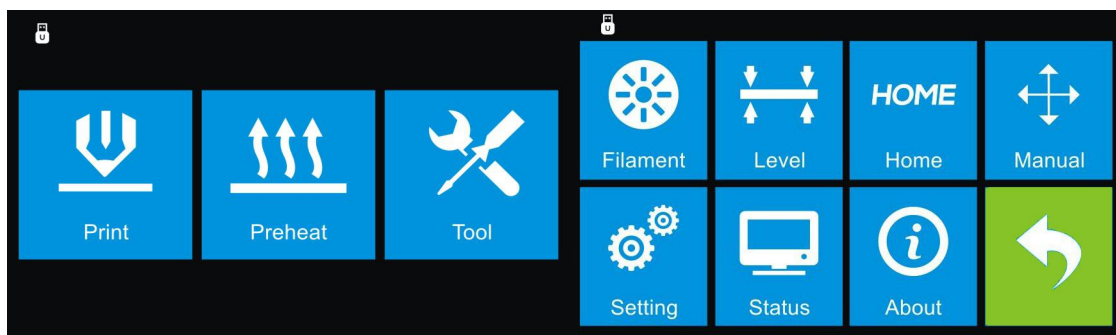 U
Print
Preheat
Tool
U
Filament
Level
HOME
Home
Manual
Setting
Status
i
About